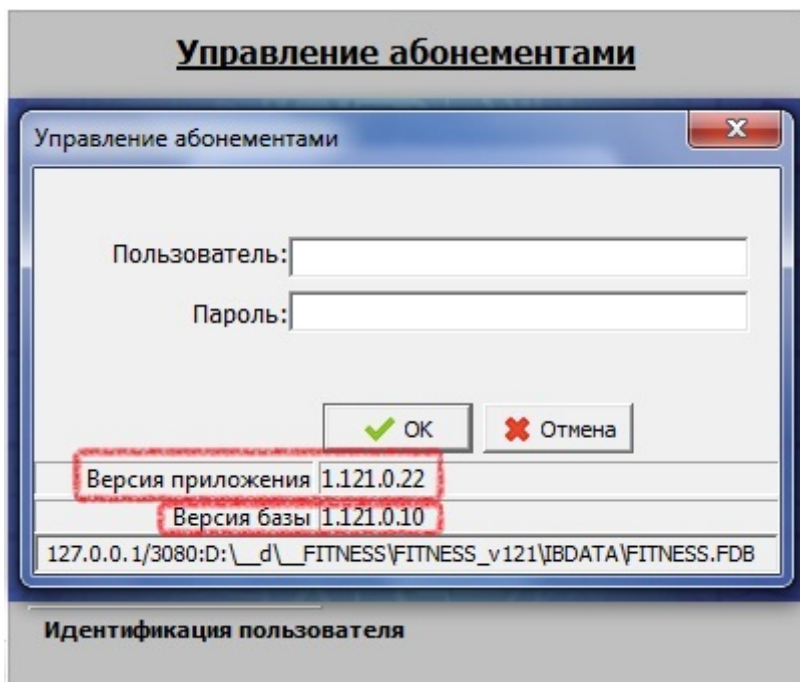 Управление абонементами
Управление абонементами
Пользователь:
Пароль:
OK Отмена
Версия приложения 1.121.0.22
Версия базы 1.121.0.10
127.0.0.1/3080:D:\__d\__FITNESS\FITNESS_v121\IBDATA\FITNESS.FDB
Идентификация пользователя